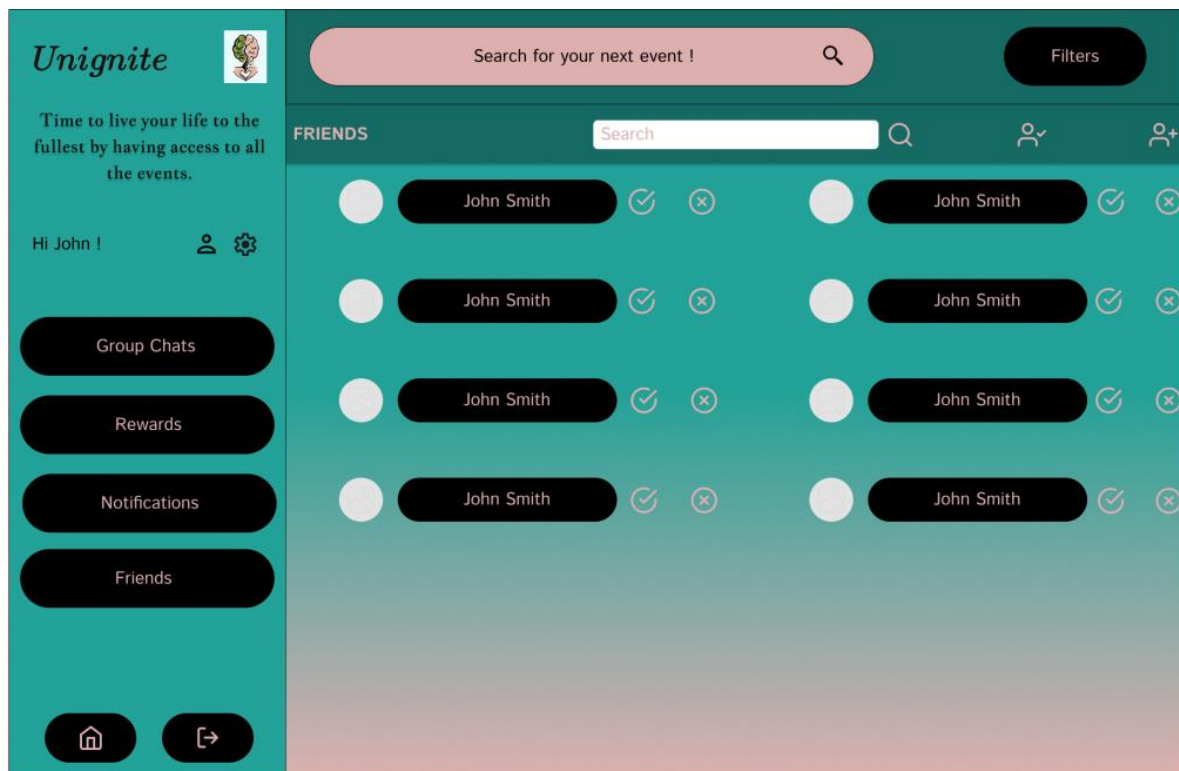 Unignite
Time to live your life to the
fullest by having access to all
the events.
Hi John !
Group Chats
Rewards
Notifications
Friends
Search for your next event !
Filters
FRIENDS
Search
John Smith
John Smith
John Smith
John Smith
John Smith
John Smith
John Smith
John Smith